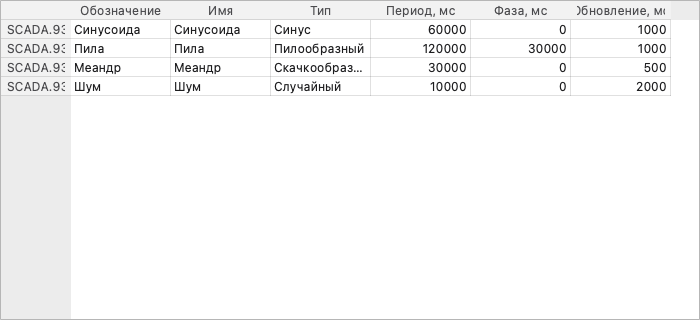 Обозначение Имя Тип Период, мс Фаза, мс Обновление, мс
SCADA.93 Синусоида Синусоида Синус 60000 0 1000
SCADA.93 Пила Пила Пилообразный 120000 30000 1000
SCADA.93 Меандр Меандр Скачкообраз... 30000 0 500
SCADA.93 Шум Шум Случайный 10000 0 2000